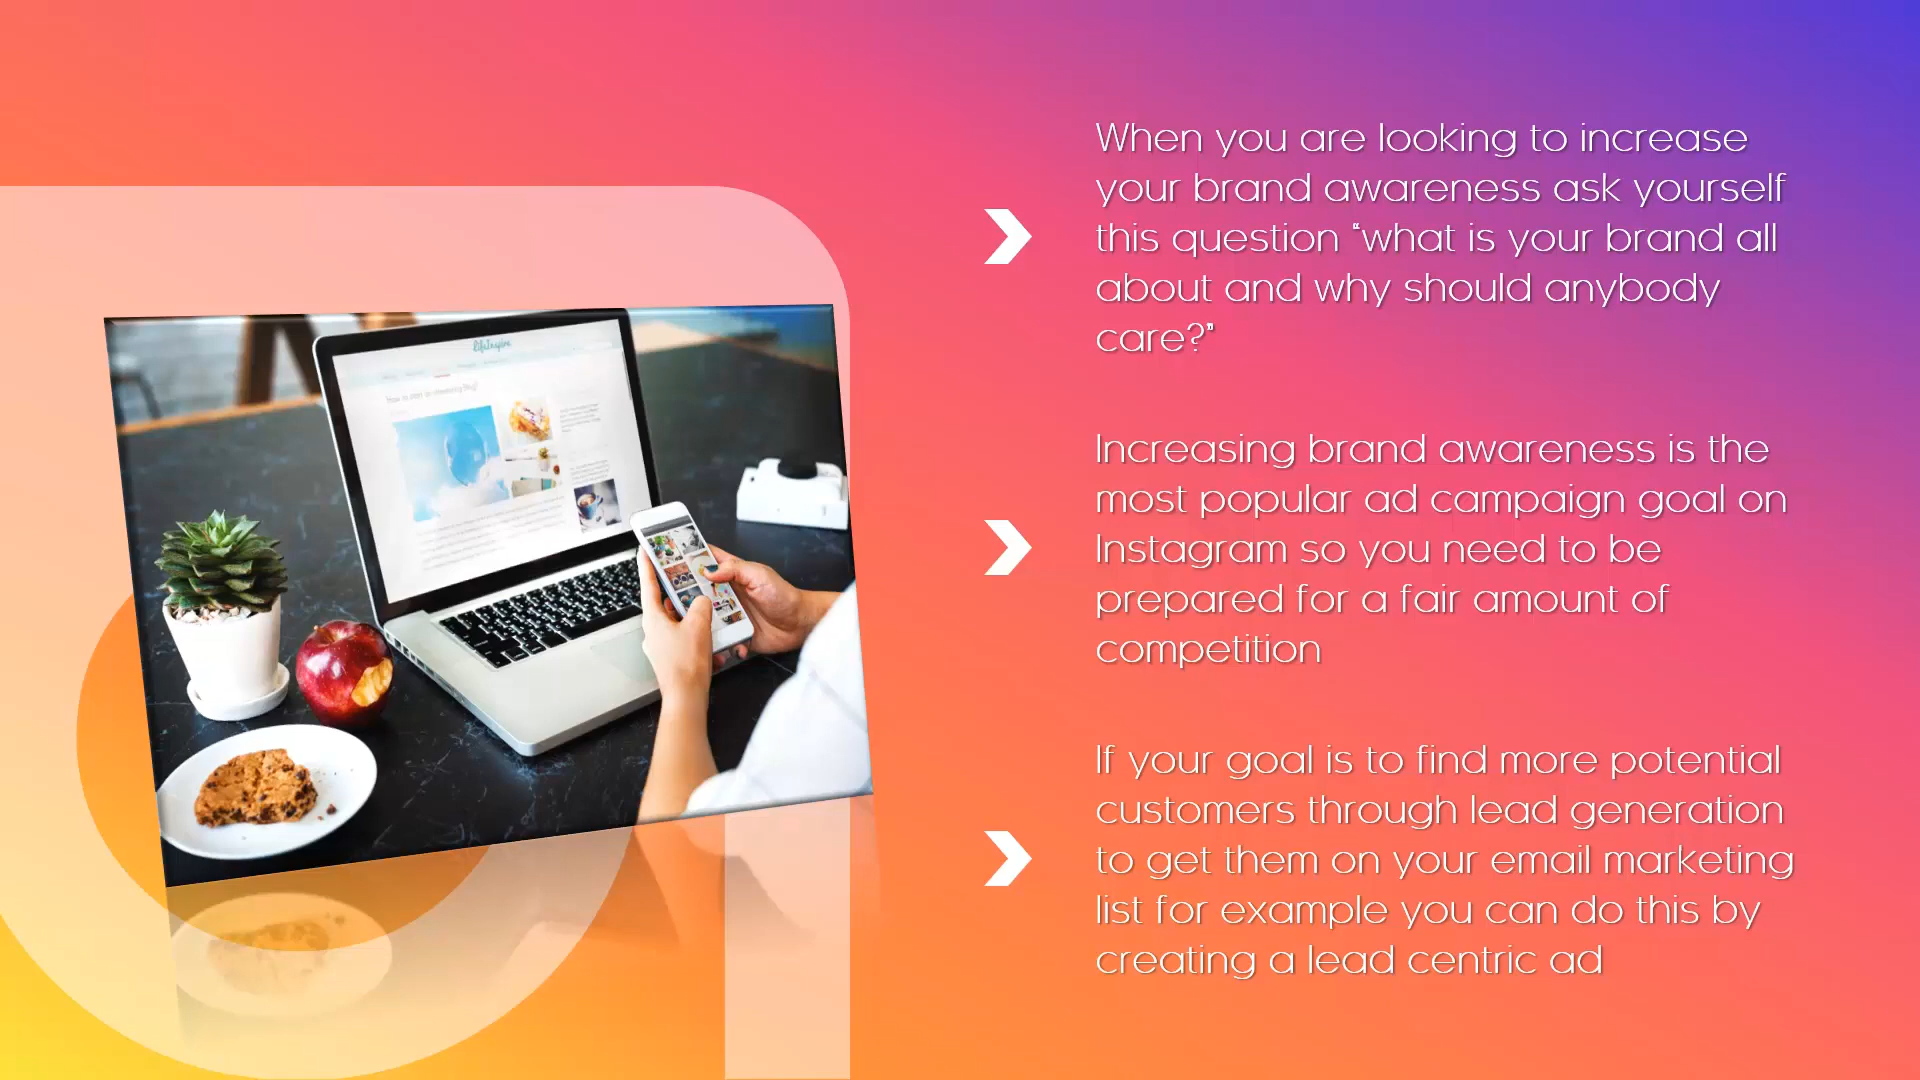 When you are looking to increase
your brand awareness ask yourself
this question “what is your brand all
about and why should anybody
care?”
Increasing brand awareness is the
most popular ad campaign goal on
Instagram so you need to be
prepared for a fair amount of
competition
If your goal is to find more potential
customers through lead generation
to get them on your email marketing
list for example you can do this by
creating a lead centric ad
lifeInspire